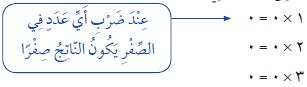 ١ × ٠ = ٠
عِنْدَ ضَرْبِ أَيِّ عَدَدٍ فِي
الصِّفْرِ يَكُونُ النَّاتِجُ صِفْرًا
٢ × ٠ = ٠
٣ × ٠ = ٠